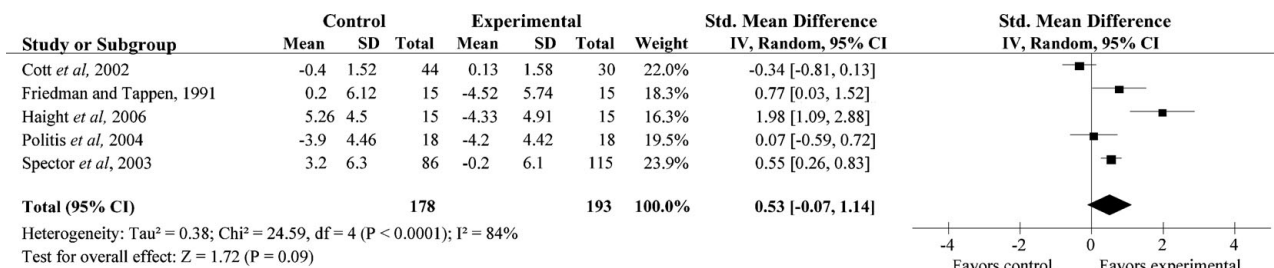 Control Experimental Std. Mean Difference Std. Mean Difference
Study or Subgroup Mean SD Total Mean SD Total Weight IV, Random, 95% CI IV, Random, 95% CI
Cott et al, 2002 -0.4 1.52 44 0.13 1.58 30 22.0% -0.34 [-0.81, 0.13]
Friedman and Tappen, 1991 0.2 6.12 15 -4.52 5.74 15 18.3% 0.77 [0.03, 1.52]
Haight et al, 2006 5.26 4.5 15 -4.33 4.91 15 16.3% 1.98 [1.09, 2.88]
Politis et al, 2004 -3.9 4.46 18 -4.2 4.42 18 19.5% 0.07 [-0.59, 0.72]
Spector et al, 2003 3.2 6.3 86 -0.2 6.1 115 23.9% 0.55 [0.26, 0.83]
Total (95% CI) 178 193 100.0% 0.53 [-0.07, 1.14]
Heterogeneity: Tau² = 0.38; Chi² = 24.59, df = 4 (P < 0.0001); I² = 84%
Test for overall effect: Z = 1.72 (P = 0.09)
-4 -2 0 2 4
Favors control Favors experimental